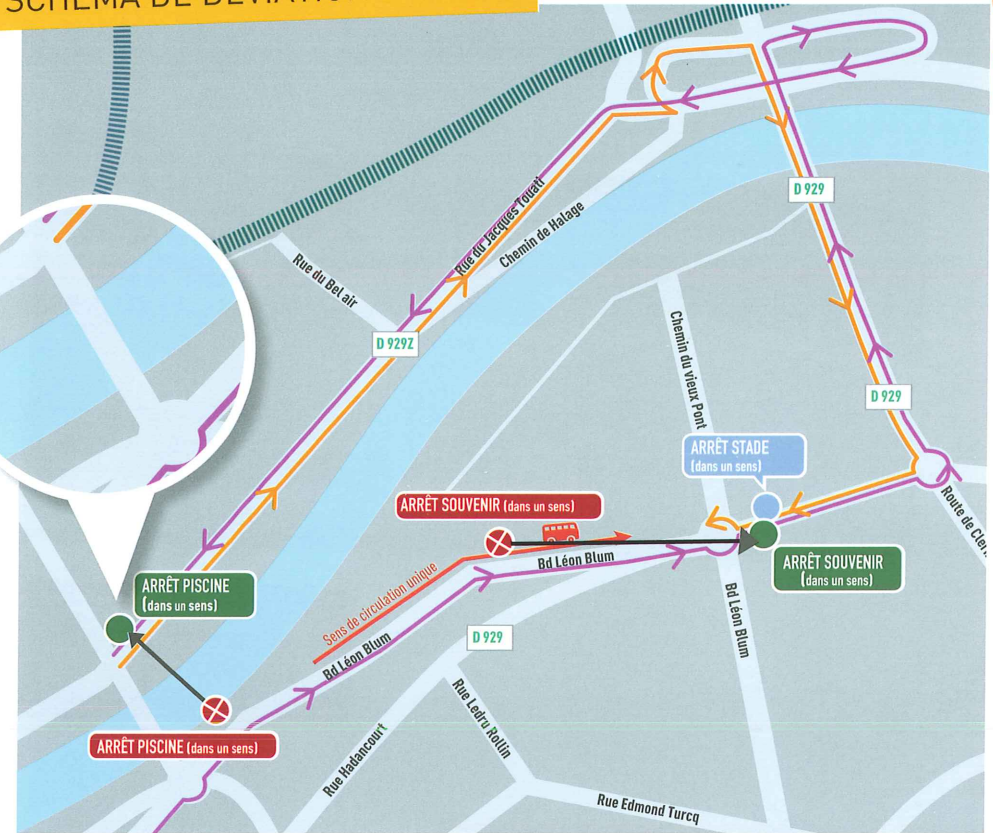 SCHÉMA DE DÉVIATIO
D 929
Rue du Jacques Touati
Chemin de Halage
Rue du Bel air
D 929Z
Chemin du vieux Pont
D 929
ARRÊT STADE
(dans un sens)
ARRÊT SOUVENIR (dans un sens)
Route de Cler
Bd Léon Blum
ARRÊT SOUVENIR
(dans un sens)
ARRÊT PISCINE
(dans un sens)
Sens de circulation unique
Bd Léon Blum
D 929
Bd Léon Blum
ARRÊT PISCINE (dans un sens)
Rue Hadancourt
Rue Ledru Rollin
Rue Edmond Turcq